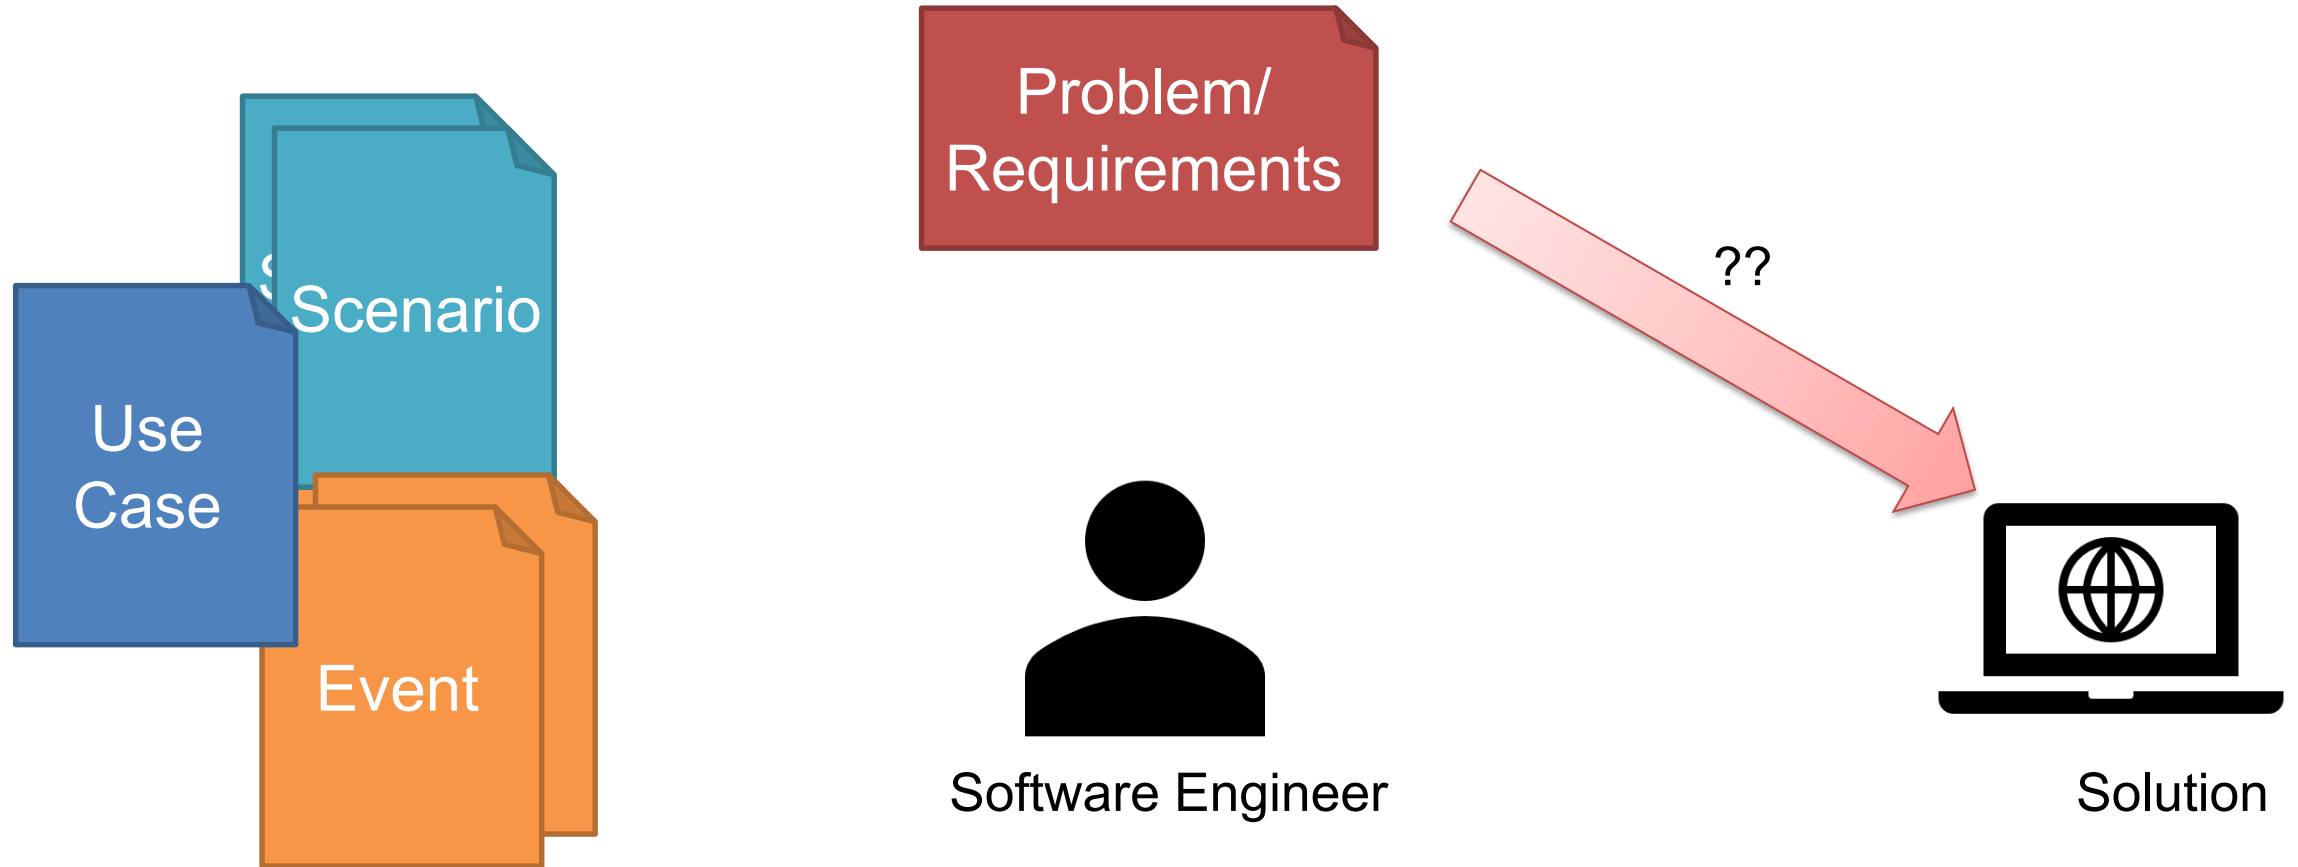 Problem/
Requirements
??
Scenario
Use
Case
Event
Software Engineer
Solution